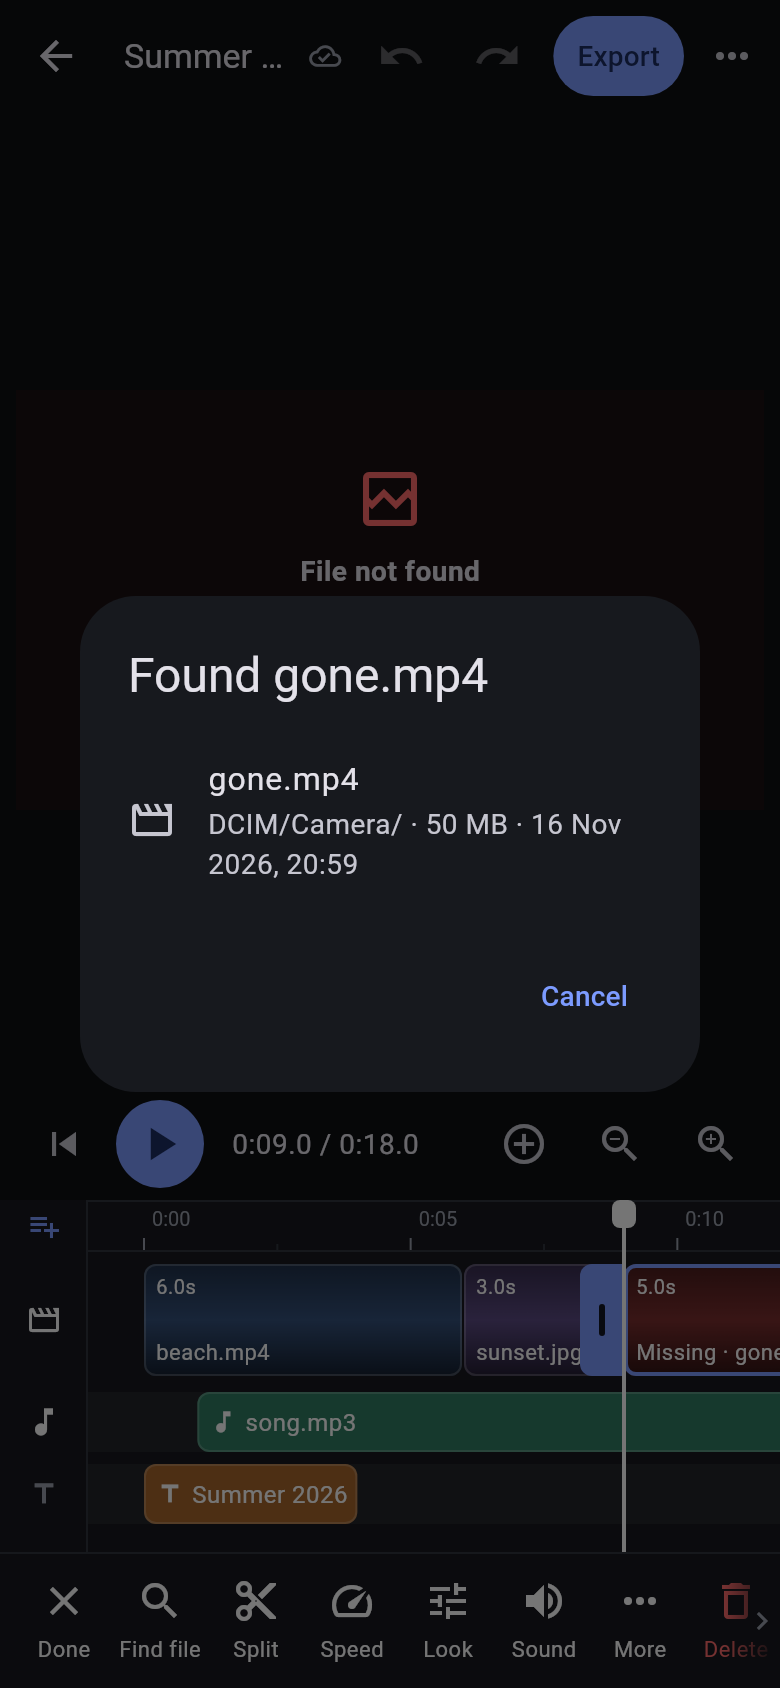 Summer ...
Export
File not found
Found gone.mp4
gone.mp4
DCIM/Camera/ · 50 MB · 16 Nov
2026, 20:59
Cancel
0:09.0 / 0:18.0
0:00 0:05 0:10
6.0s 3.0s 5.0s
beach.mp4 sunset.jpg Missing · gone
song.mp3
T T Summer 2026
Done Find file Split Speed Look Sound More Delete